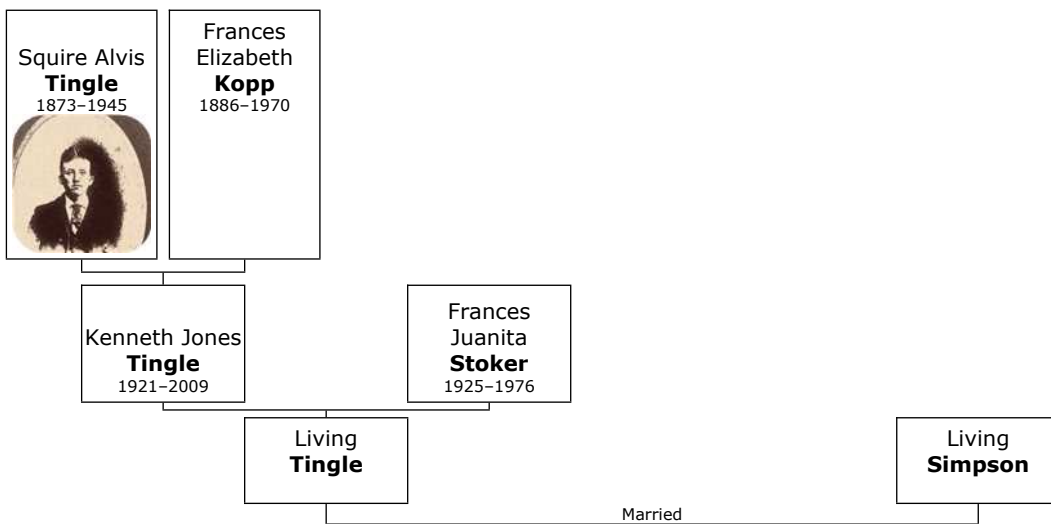 Squire Alvis
Tingle
1873–1945
Frances
Elizabeth
Kopp
1886–1970
Kenneth Jones
Tingle
1921–2009
Frances
Juanita
Stoker
1925–1976
Living
Tingle
Living
Simpson
Married